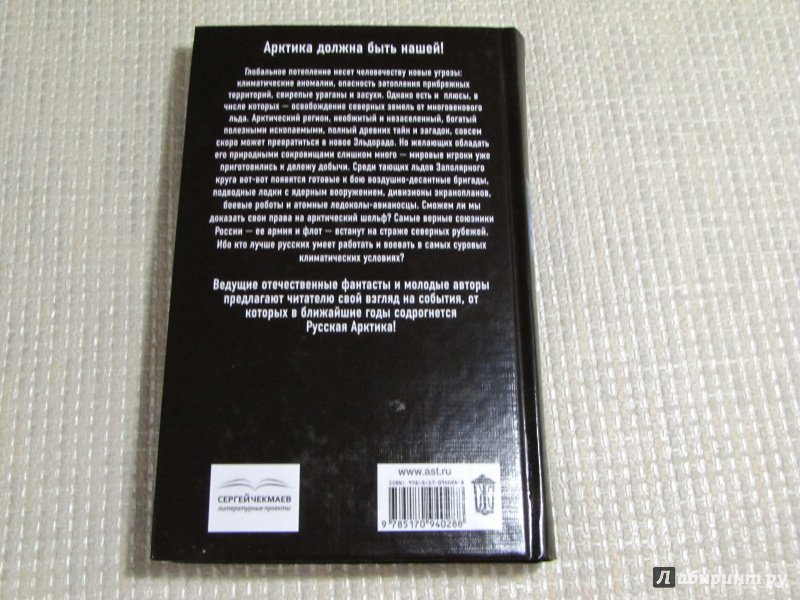 Арктика должна быть нашей!
Глобальное потепление несет человечеству новые угрозы:
климатические аномалии, опасность затопления прибрежных
территорий, свирепые ураганы и засухи. Однако есть и плюсы, в
числе которых — освобождение северных земель от многовекового
льда. Арктический регион, необжитый и незаселенный, богатый
полезными ископаемыми, полный древних тайн и загадок, совсем
скоро может превратиться в новое Эльдорадо. Но желающих обладать
его природными сокровищами слишком много — мировые игроки уже
приготовились к дележу добычи. Среди тающих льдов Заполярного
круга вот-вот появятся готовые к бою воздушно-десантные бригады,
подводные лодки с ядерным вооружением, дивизионы экранопланов,
боевые роботы и атомные ледоколы-авианосцы. Сможем ли мы
доказать свои права на арктический шельф? Самые верные союзники
России — ее армия и флот — встанут на страже северных рубежей.
Ибо кто лучше русских умеет работать и воевать в самых суровых
климатических условиях?
Ведущие отечественные фантасты и молодые авторы
предлагают читателю свой взгляд на события, от
которых в ближайшие годы содрогнется
Русская Арктика!
СЕРГЕЙ ЧЕКМАЕВ
литературные проекты
www.ast.ru
ISBN 978-5-17-094028-8
9 785170 940288
Лабиринт.ру